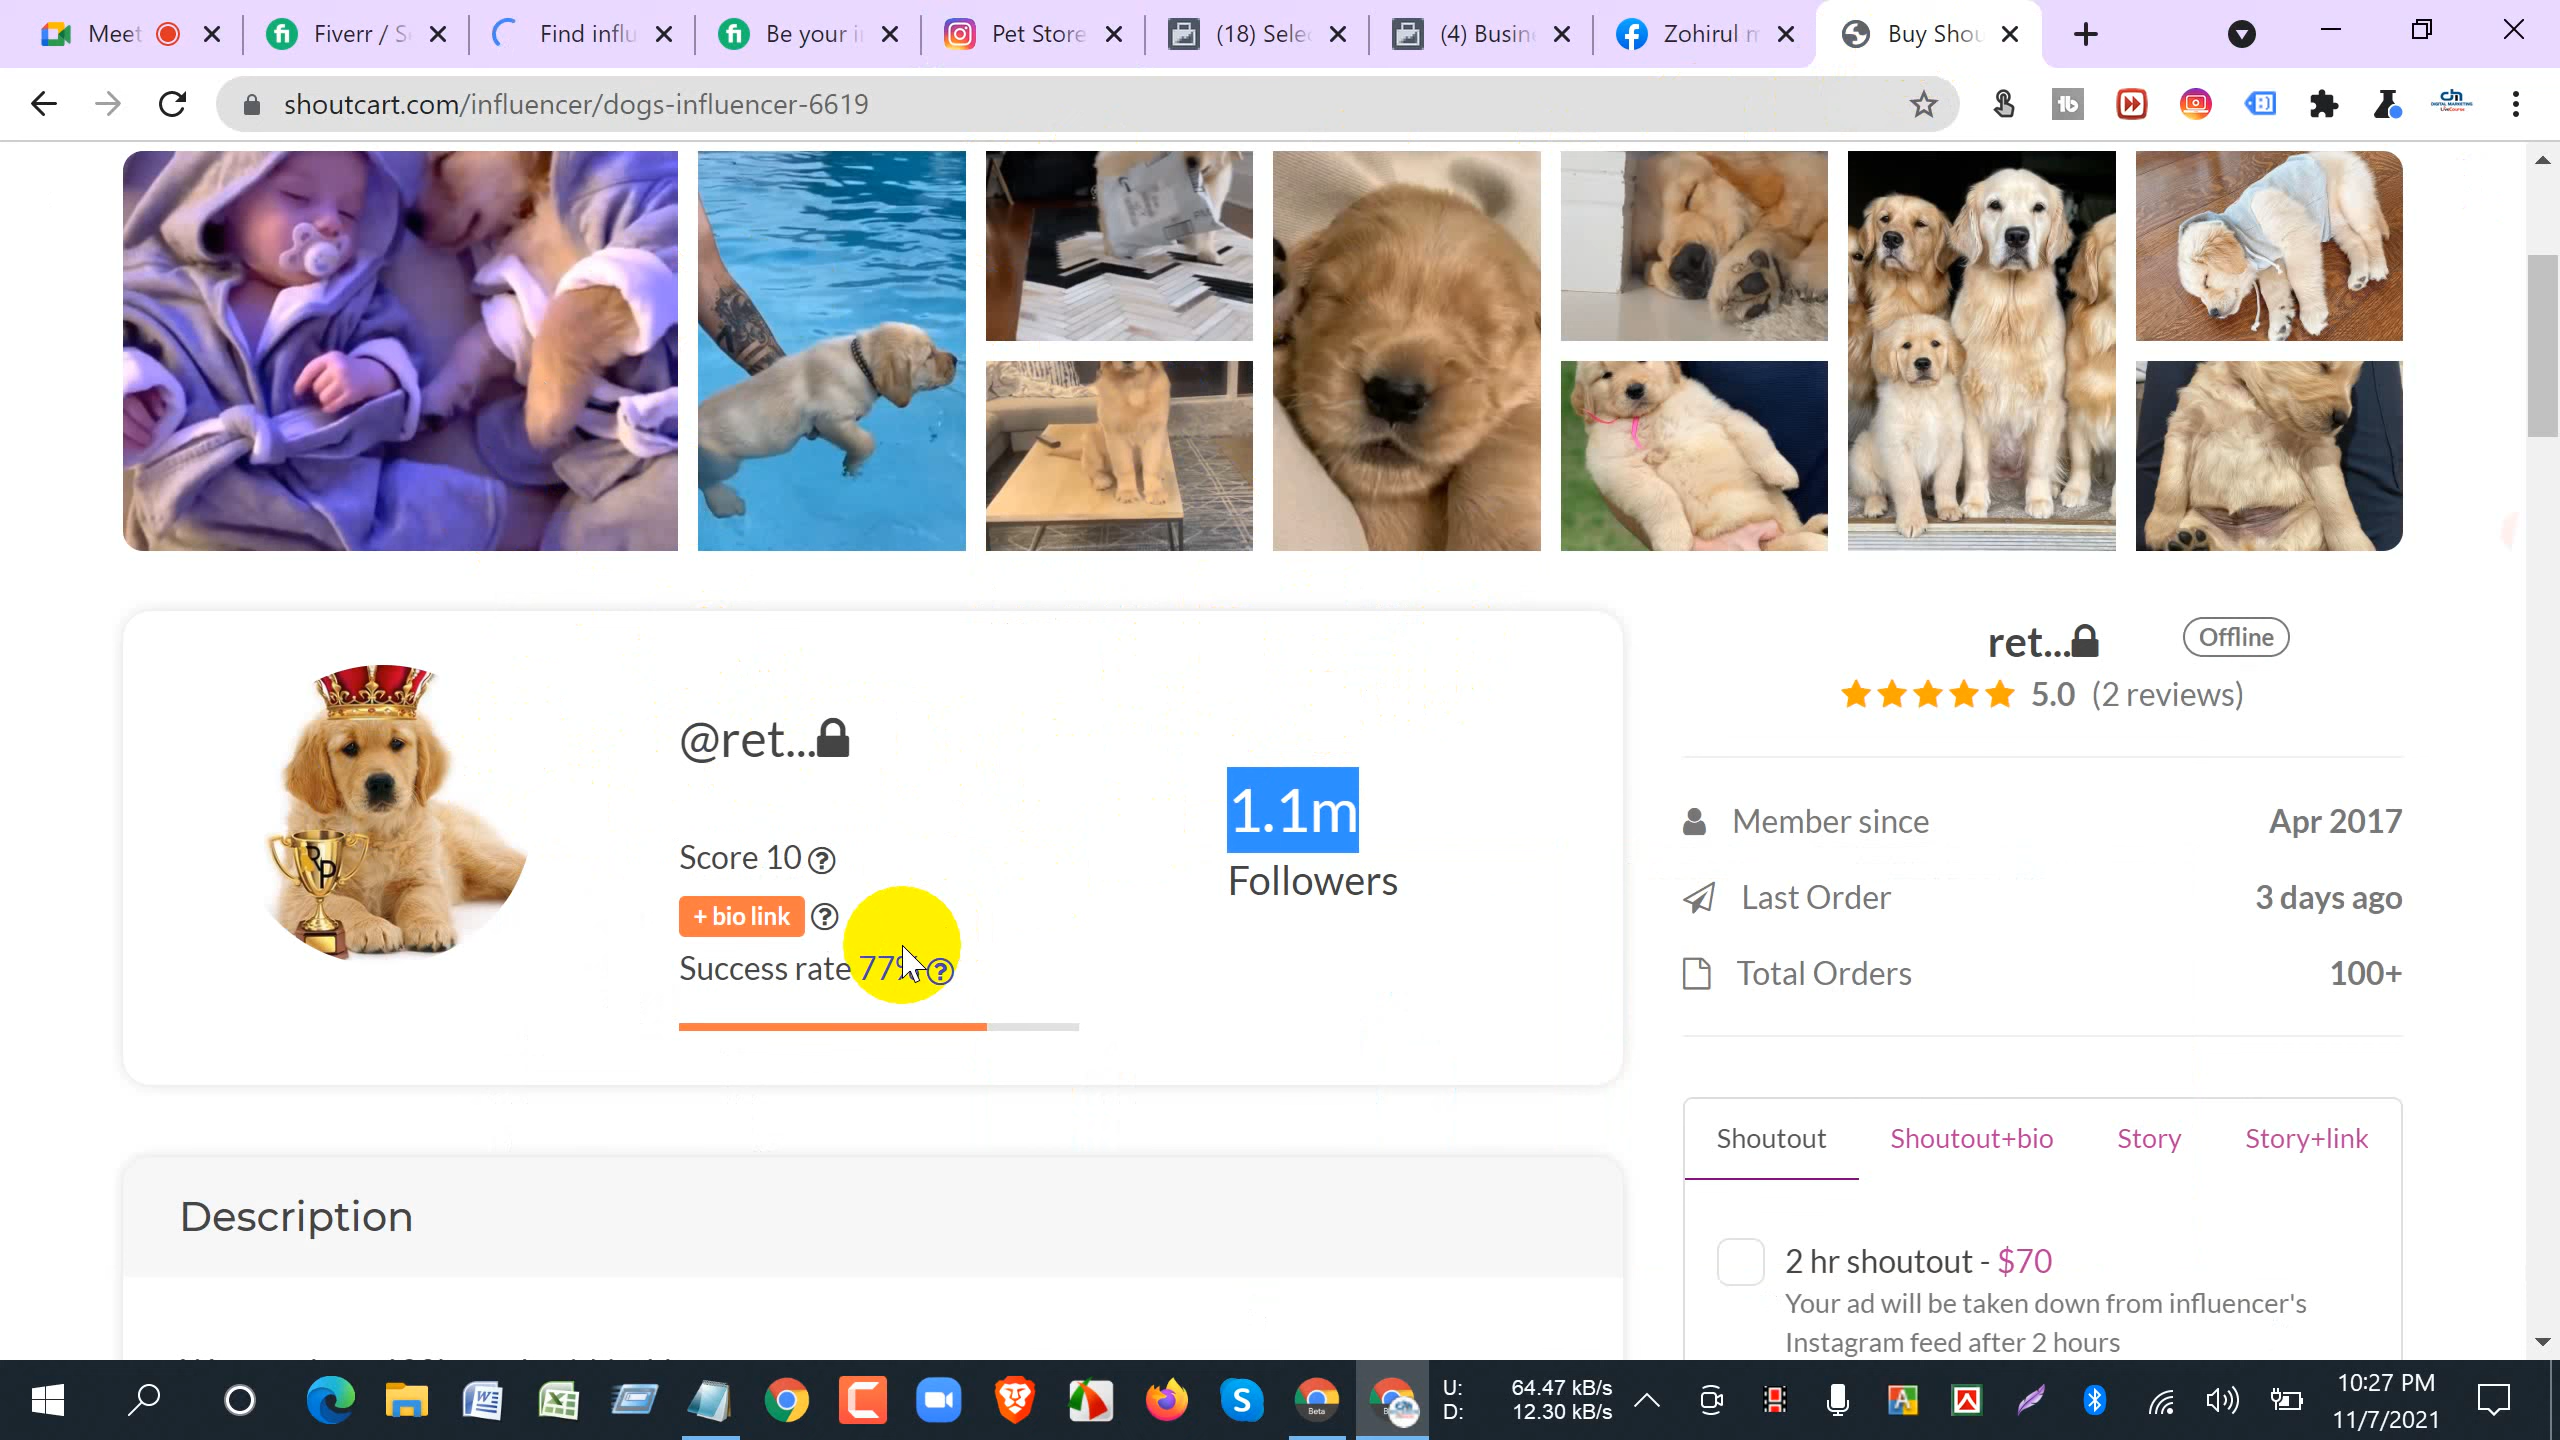 Meet
Fiverr / S
Find influ
Be your i
Pet Store
(18) Selec
(4) Busin
Zohirul m
Buy Shou
shoutcart.com/influencer/dogs-influencer-6619
@ret...
Score 10
+ bio link
Success rate 77%
1.1m
Followers
ret...
Offline
5.0 (2 reviews)
Member since Apr 2017
Last Order 3 days ago
Total Orders 100+
Shoutout Shoutout+bio Story Story+link
2 hr shoutout - $70
Your ad will be taken down from influencer's
Instagram feed after 2 hours
Description
U: 64.47 kB/s
D: 12.30 kB/s
10:27 PM
11/7/2021